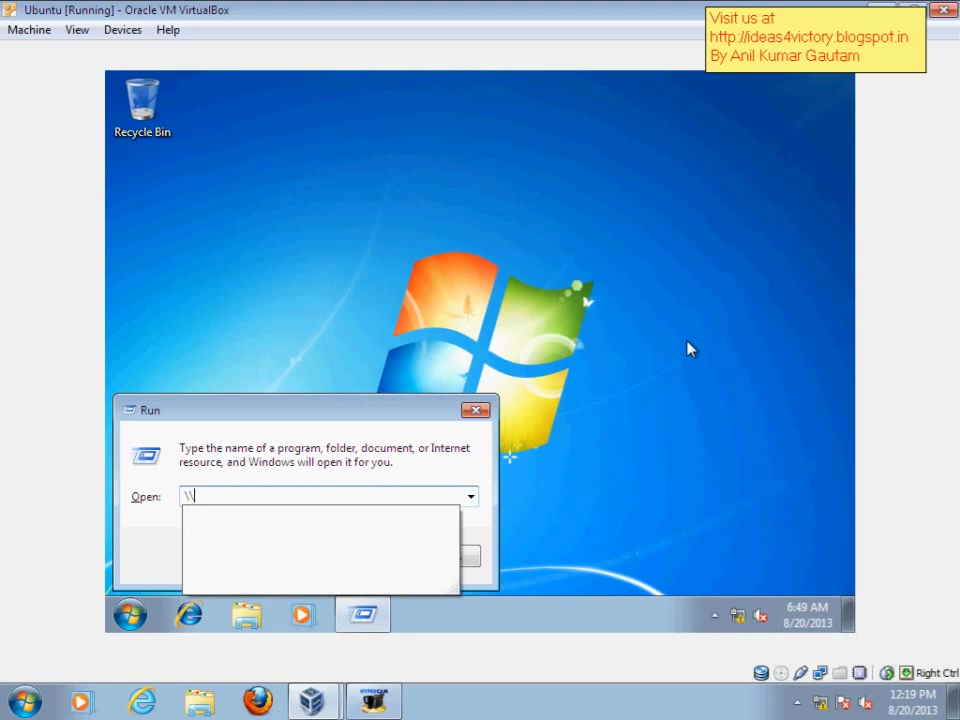 Ubuntu [Running] - Oracle VM VirtualBox
Machine View Devices Help
Visit us at
http://ideas4victory.blogspot.in
By Anil Kumar Gautam
Recycle Bin
Run
Type the name of a program, folder, document, or Internet
resource, and Windows will open it for you.
Open: \\
6:49 AM
8/20/2013
Right Ctrl
HYPERCAM
12:19 PM
8/20/2013